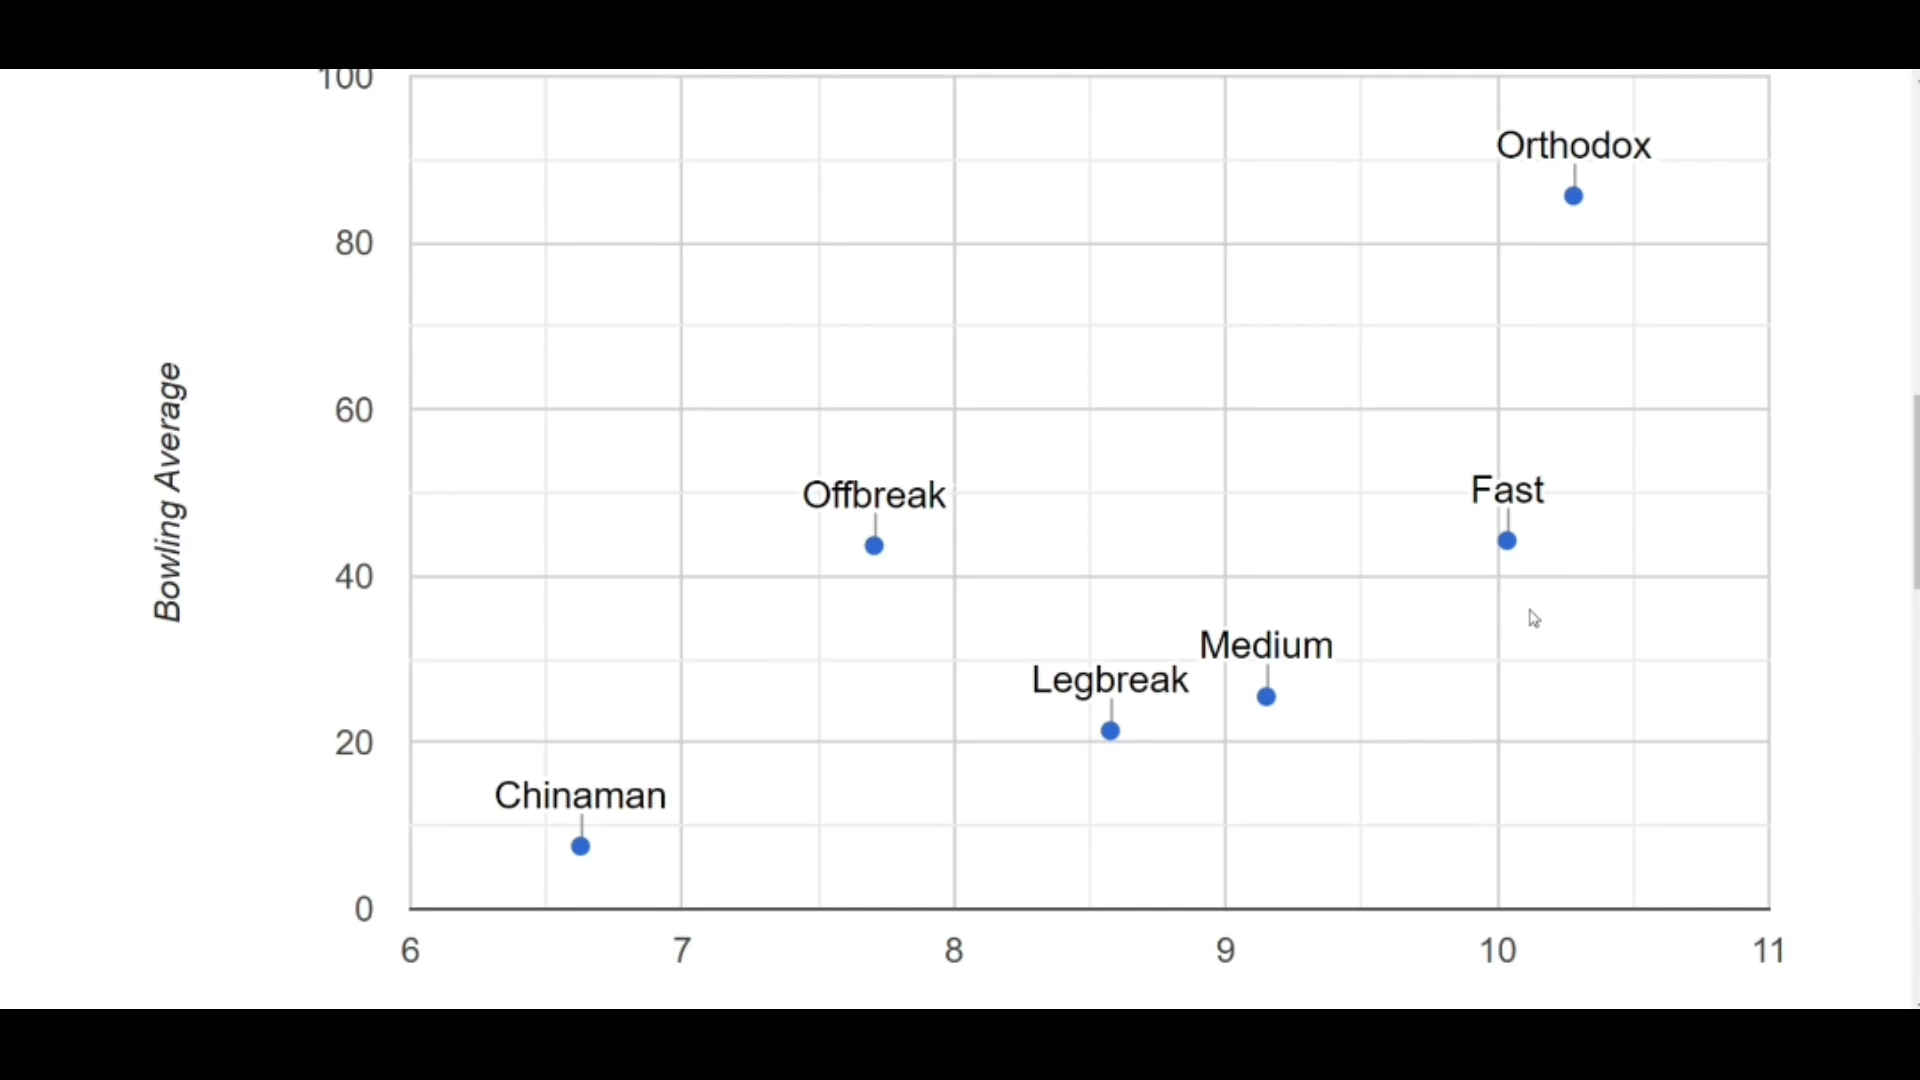 100
Orthodox
80
60
Bowling Average
Offbreak
Fast
40
Medium
Legbreak
20
Chinaman
0
6 7 8 9 10 11